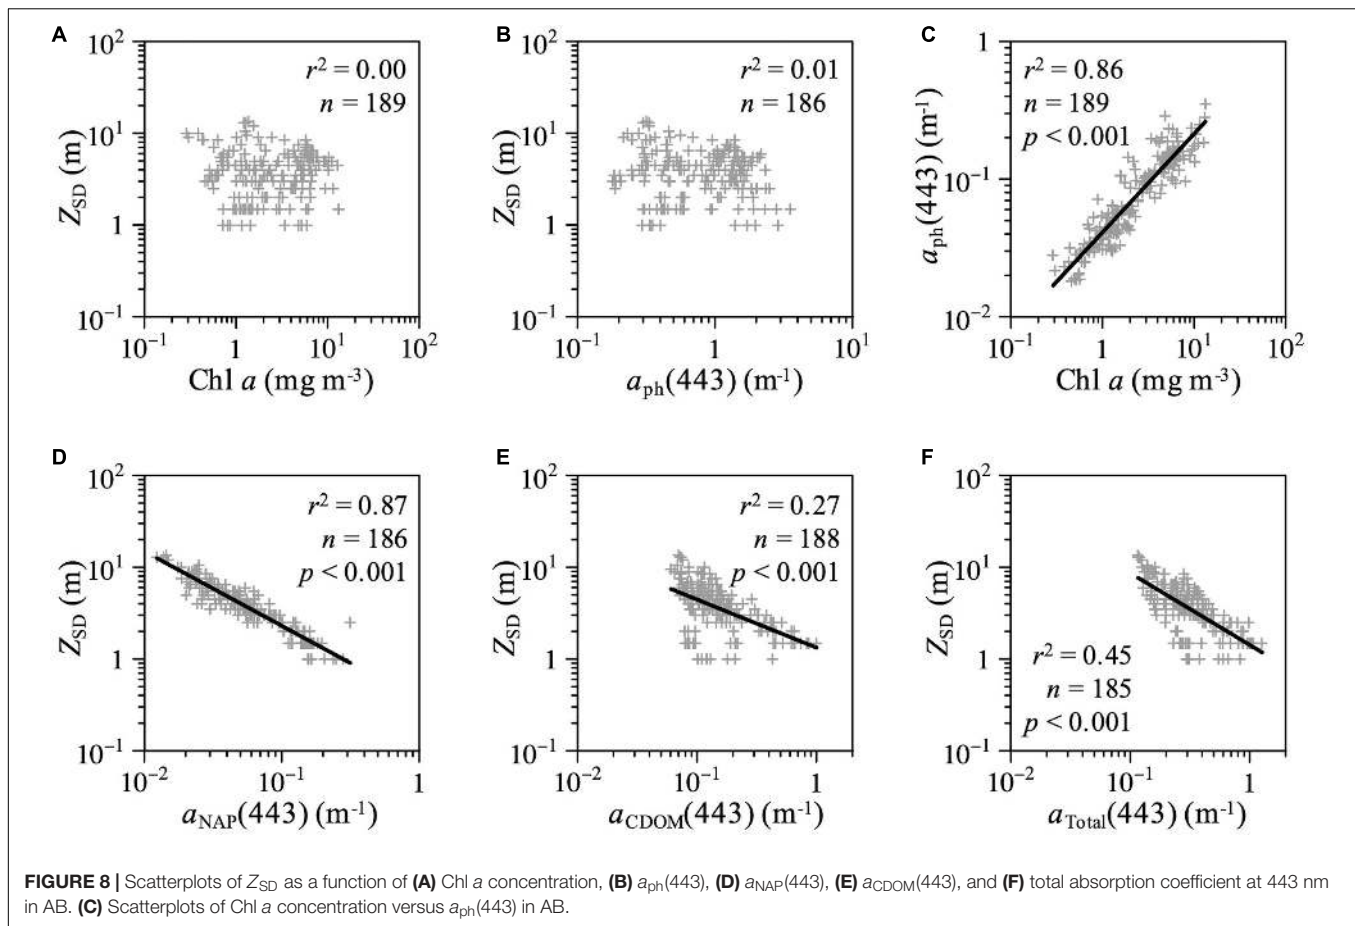 A
10² 10¹ 1 10⁻¹
Z_SD (m)
r² = 0.00
n = 189
10⁻¹ 1 10¹ 10²
Chl a (mg m⁻³)
B
10² 10¹ 1 10⁻¹
Z_SD (m)
r² = 0.01
n = 186
10⁻¹ 1 10¹
a_ph(443) (m⁻¹)
C
1 10⁻¹ 10⁻²
a_ph(443) (m⁻¹)
r² = 0.86
n = 189
p < 0.001
10⁻¹ 1 10¹ 10²
Chl a (mg m⁻³)
D
10² 10¹ 1 10⁻¹
Z_SD (m)
r² = 0.87
n = 186
p < 0.001
10⁻² 10⁻¹ 1
a_NAP(443) (m⁻¹)
E
10² 10¹ 1 10⁻¹
Z_SD (m)
r² = 0.27
n = 188
p < 0.001
10⁻² 10⁻¹ 1
a_CDOM(443) (m⁻¹)
F
10² 10¹ 1 10⁻¹
Z_SD (m)
r² = 0.45
n = 185
p < 0.001
10⁻² 10⁻¹ 1
a_Total(443) (m⁻¹)
FIGURE 8 | Scatterplots of Z_SD as a function of (A) Chl a concentration, (B) a_ph(443), (D) a_NAP(443), (E) a_CDOM(443), and (F) total absorption coefficient at 443 nm
in AB. (C) Scatterplots of Chl a concentration versus a_ph(443) in AB.